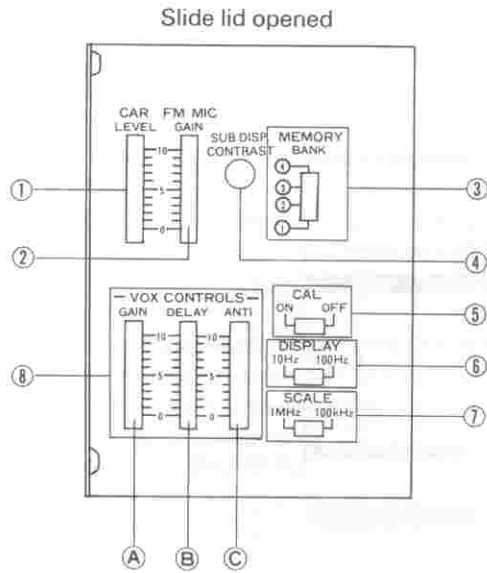 Slide lid opened
CAR LEVEL
FM MIC GAIN
10
5
0
SUB DISP
CONTRAST
MEMORY
BANK
4
3
2
1
① ② ③ ④ ⑤ ⑥ ⑦ ⑧
CAL
ON OFF
DISPLAY
10Hz 100Hz
SCALE
1MHz 100kHz
VOX CONTROLS
GAIN DELAY ANTI
10 10
5 5
0 0
Ⓐ Ⓑ Ⓒ